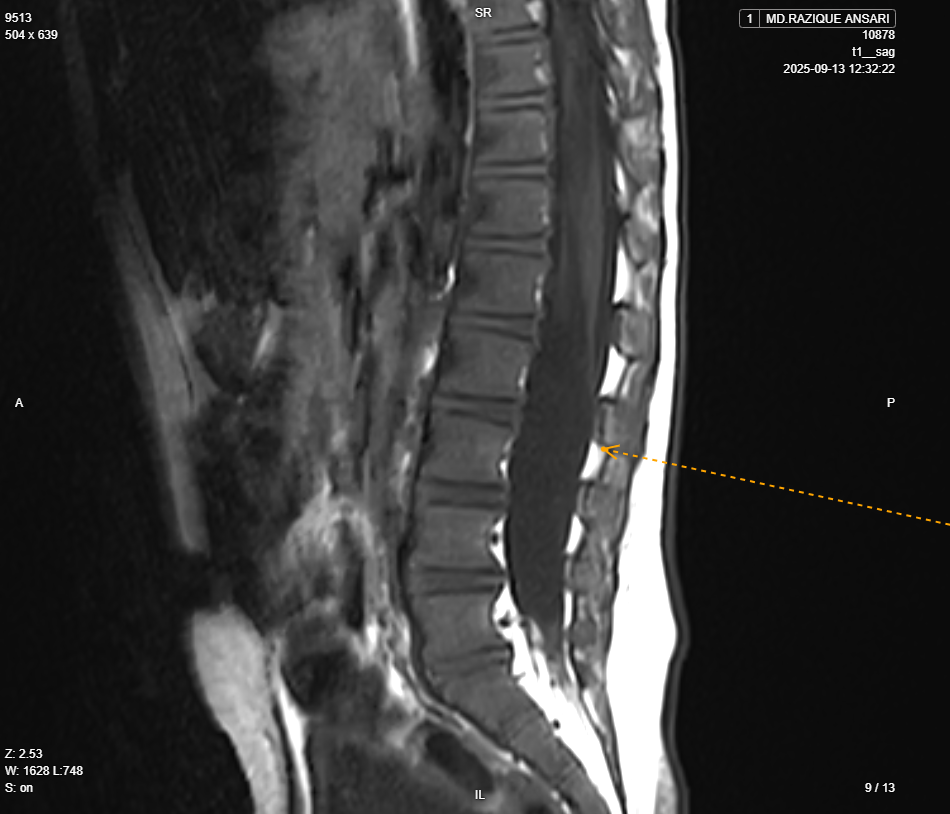 9513
504 x 639
SR
1 MD.RAZIQUE ANSARI
10878
t1__sag
2025-09-13 12:32:22
A
P
Z: 2.53
W: 1628 L:748
S: on
IL
9 / 13